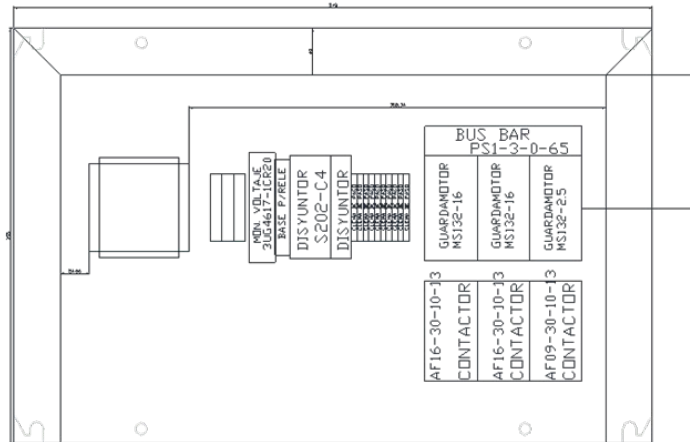 BUS BAR
PS1-3-0-65
MON. VOLTAJE
3UG4617-1CR20
BASE P/RELE
DISYUNTOR
S202-C4
DISYUNTOR
GUARDAMOTOR
MS132-16
GUARDAMOTOR
MS132-16
GUARDAMOTOR
MS132-2.5
AF16-30-10-13
CONTACTOR
AF16-30-10-13
CONTACTOR
AF09-30-10-13
CONTACTOR